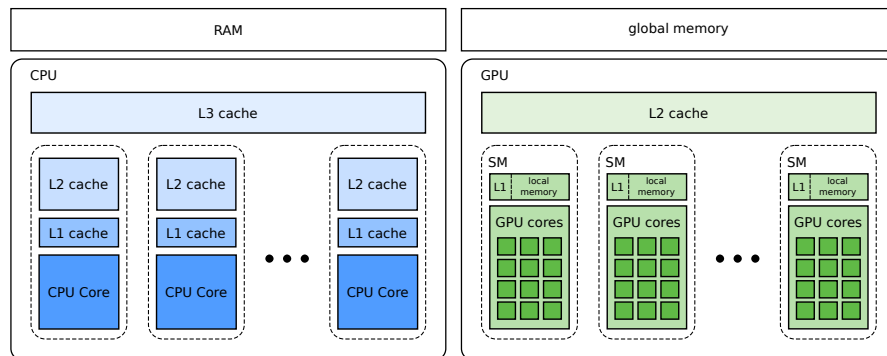 RAM
global memory
CPU
L3 cache
L2 cache
L2 cache
L2 cache
L1 cache
L1 cache
L1 cache
CPU Core
CPU Core
CPU Core
GPU
L2 cache
SM
SM
SM
L1
local
memory
L1
local
memory
L1
local
memory
GPU cores
GPU cores
GPU cores